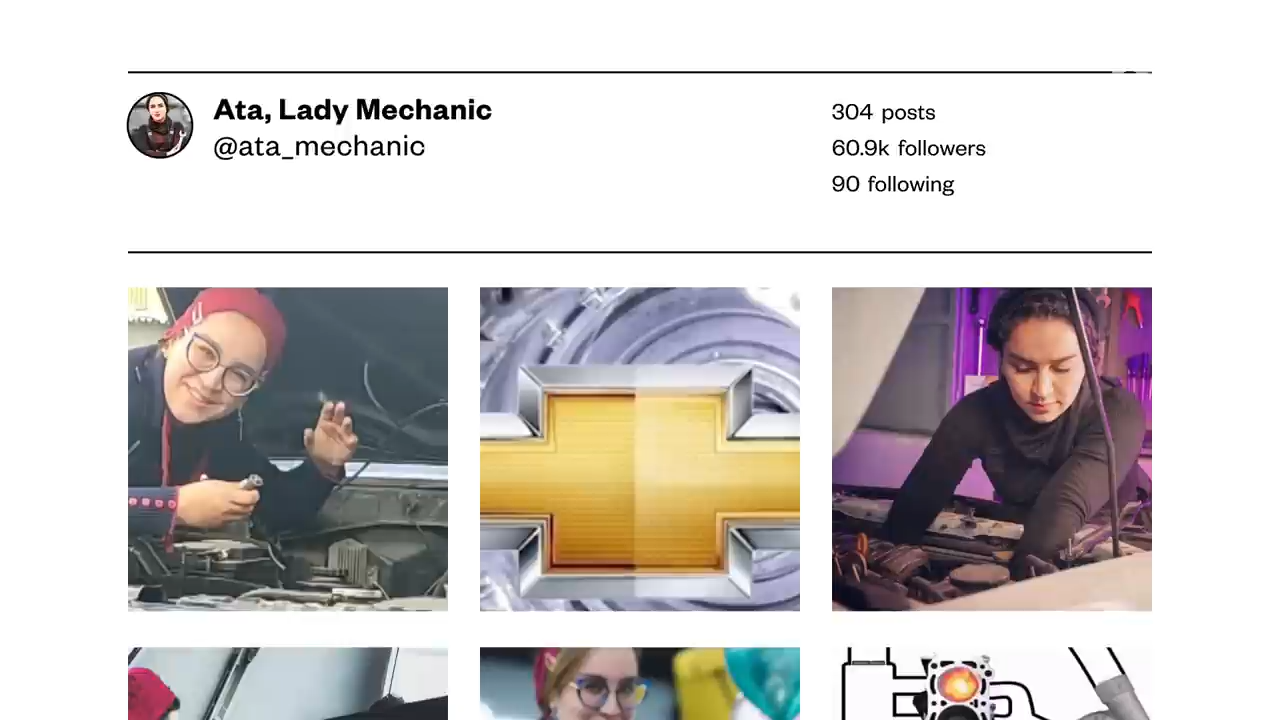 Ata, Lady Mechanic
@ata_mechanic
304 posts
60.9k followers
90 following